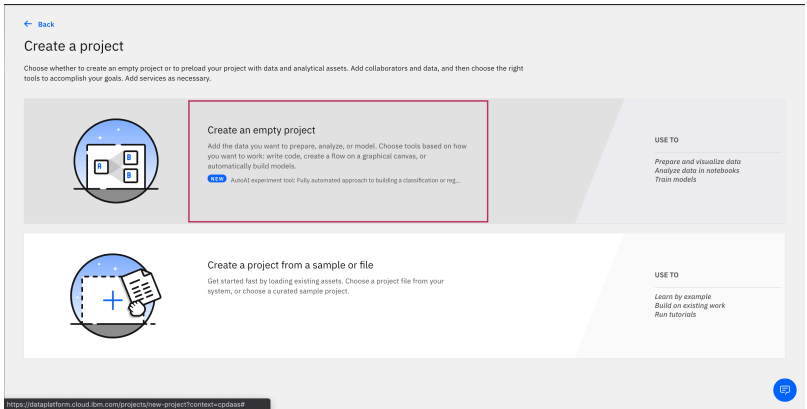 ← Back
Create a project
Choose whether to create an empty project or to preload your project with data and analytical assets. Add collaborators and data, and then choose the right
tools to accomplish your goals. Add services as necessary.
A
B
B
Create an empty project
Add the data you want to prepare, analyze, or model. Choose tools based on how
you want to work: write code, create a flow on a graphical canvas, or
automatically build models.
NEW AutoAI experiment tool: Fully automated approach to building a classification or reg...
USE TO
Prepare and visualize data
Analyze data in notebooks
Train models
Create a project from a sample or file
Get started fast by loading existing assets. Choose a project file from your
system, or choose a curated sample project.
USE TO
Learn by example
Build on existing work
Run tutorials
https://dataplatform.cloud.ibm.com/projects/new-project?context=cpdaas#